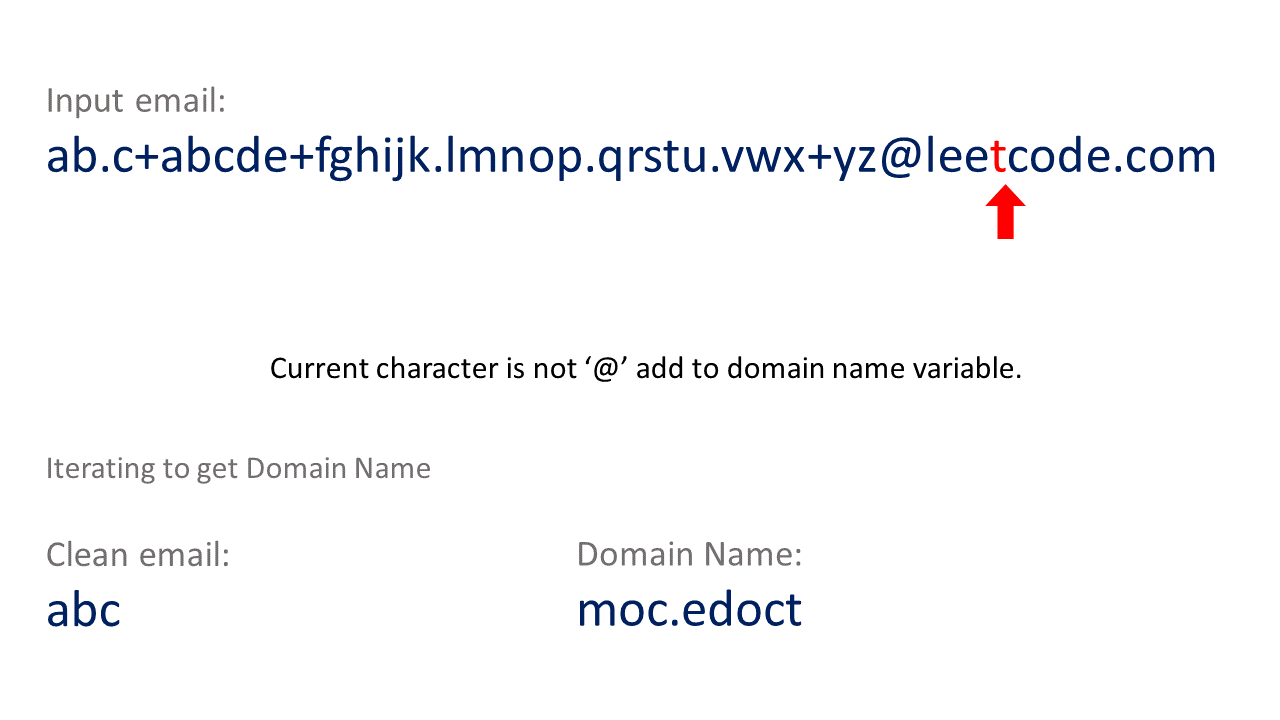 Input email:
ab.c+abcde+fghijk.lmnop.qrstu.vwx+yz@leetcode.com
Current character is not ‘@’ add to domain name variable.
Iterating to get Domain Name
Clean email:
abc
Domain Name:
moc.edoct